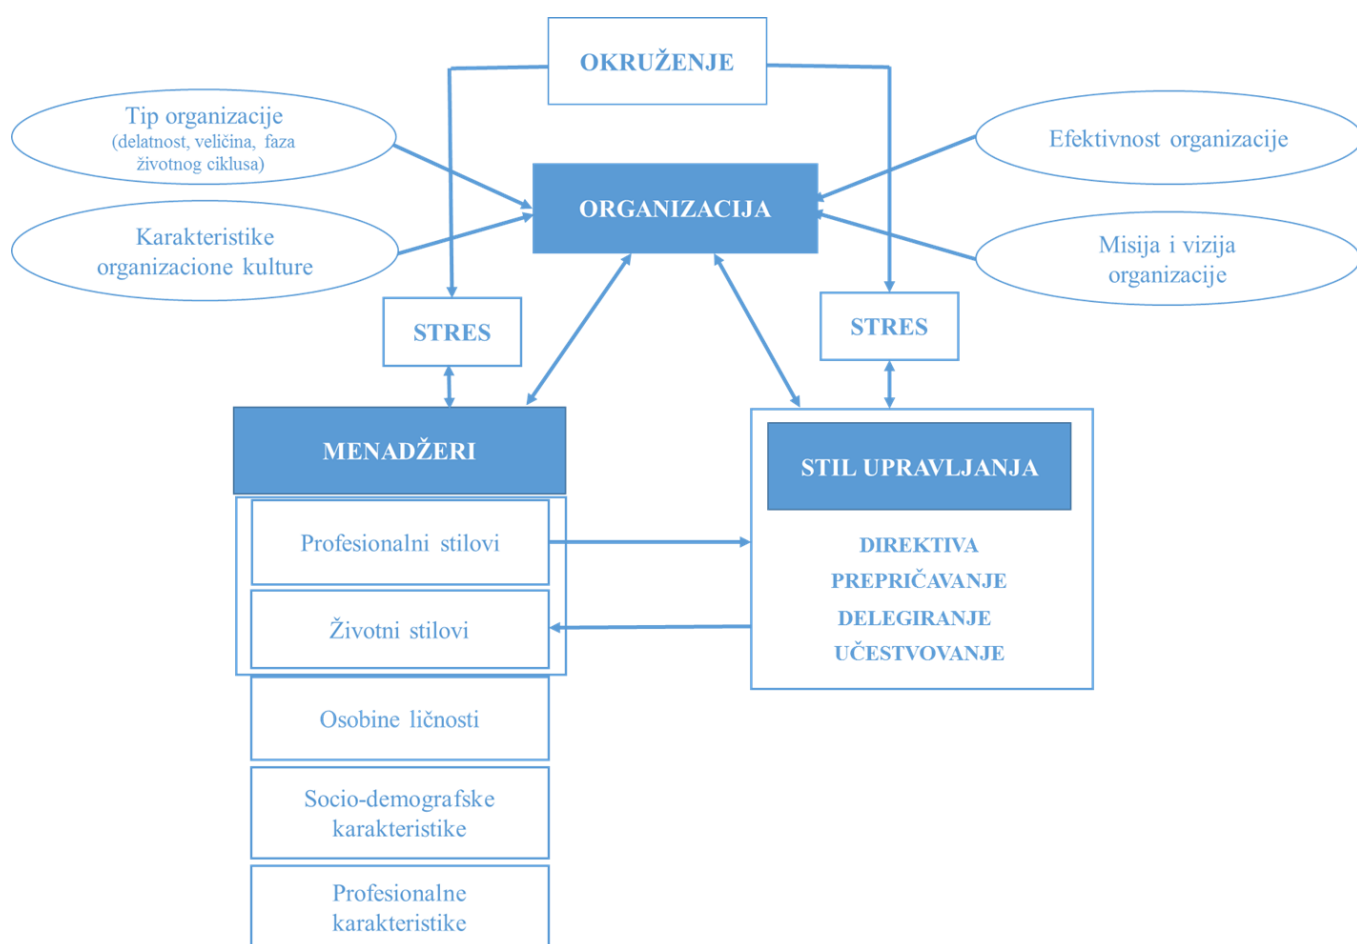 OKRUŽENJE
Tip organizacije
(delatnost, veličina, faza
životnog ciklusa)
Efektivnost organizacije
ORGANIZACIJA
Karakteristike
organizacione kulture
Misija i vizija
organizacije
STRES
STRES
MENADŽERI
STIL UPRAVLJANJA
Profesionalni stilovi
DIREKTIVA
PREPRIČAVANJE
DELEGIRANJE
UČESTVOVANJE
Životni stilovi
Osobine ličnosti
Socio-demografske
karakteristike
Profesionalne
karakteristike